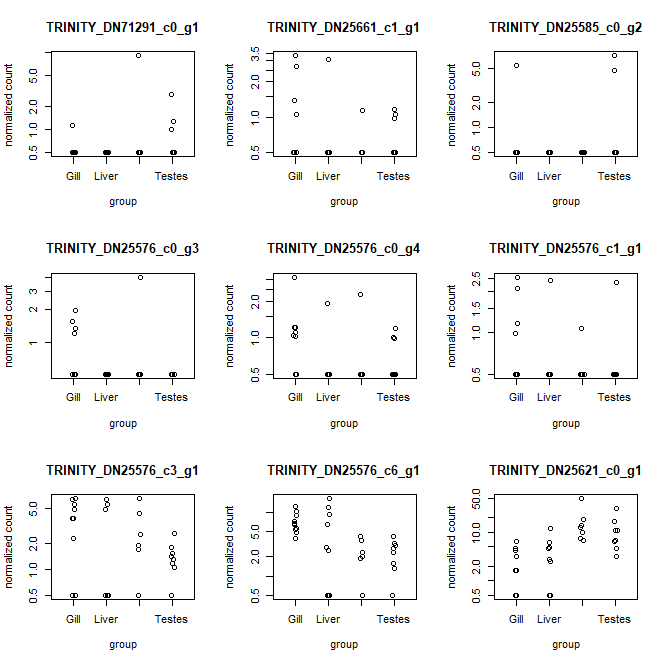 TRINITY_DN71291_c0_g1
normalized count
5.0
2.0
1.0
0.5
Gill Liver Testes
group
TRINITY_DN25661_c1_g1
normalized count
3.5
2.0
1.0
0.5
Gill Liver Testes
group
TRINITY_DN25585_c0_g2
normalized count
5.0
2.0
1.0
0.5
Gill Liver Testes
group
TRINITY_DN25576_c0_g3
normalized count
3
2
1
Gill Liver Testes
group
TRINITY_DN25576_c0_g4
normalized count
2.0
1.0
0.5
Gill Liver Testes
group
TRINITY_DN25576_c1_g1
normalized count
2.5
1.5
1.0
0.5
Gill Liver Testes
group
TRINITY_DN25576_c3_g1
normalized count
5.0
2.0
1.0
0.5
Gill Liver Testes
group
TRINITY_DN25576_c6_g1
normalized count
5.0
2.0
0.5
Gill Liver Testes
group
TRINITY_DN25621_c0_g1
normalized count
50.0
10.0
2.0
0.5
Gill Liver Testes
group